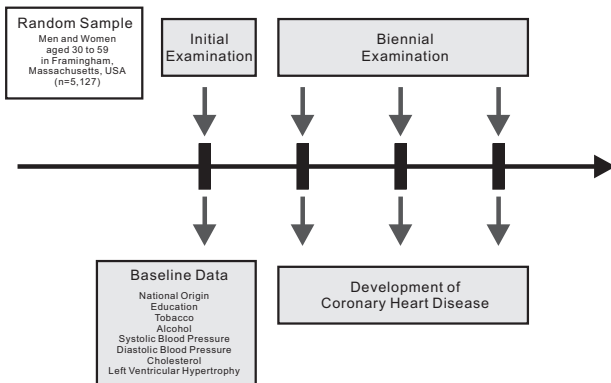 Random Sample
Men and Women
aged 30 to 59
in Framingham,
Massachusetts, USA
(n=5,127)
Initial
Examination
Biennial
Examination
Baseline Data
National Origin
Education
Tobacco
Alcohol
Systolic Blood Pressure
Diastolic Blood Pressure
Cholesterol
Left Ventricular Hypertrophy
Development of
Coronary Heart Disease